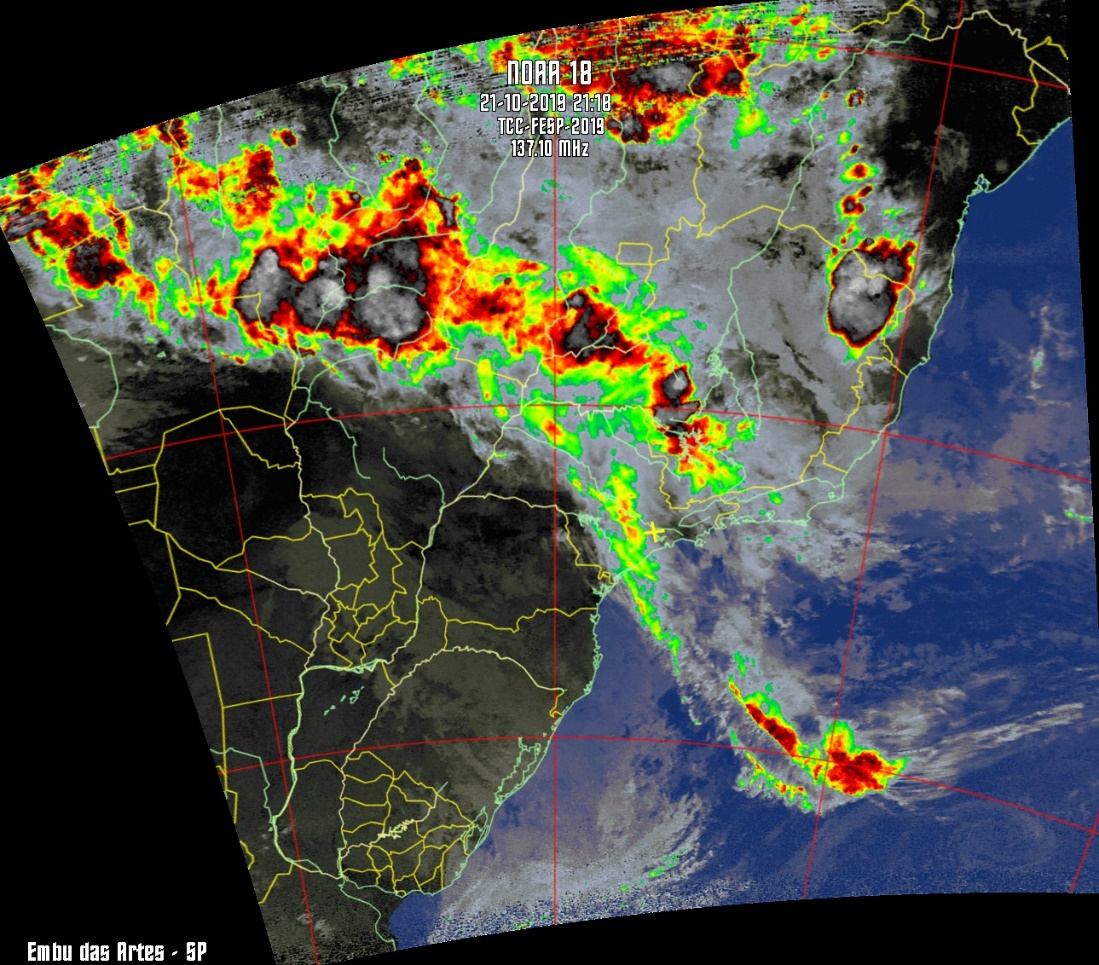 NOAA 18
21-10-2019 21:18
TCC-FESP-2019
137.10 MHz
Embu das Artes - SP